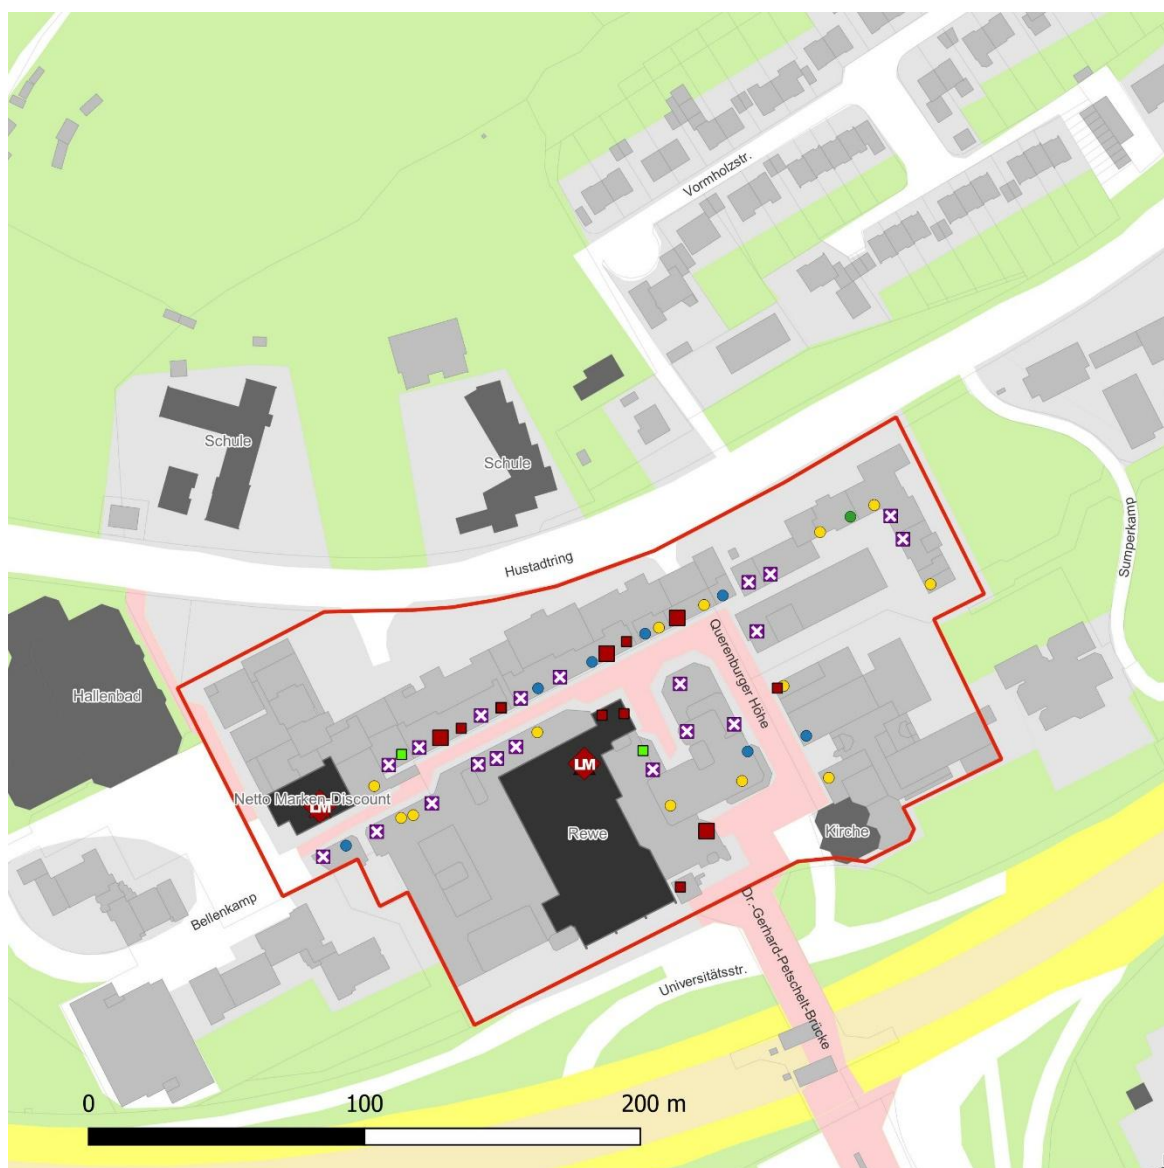 Vormholzstr.
Schule
Schule
Hustadtring
Sumperkamp
Hallenbad
Querenburger Höhe
LM
Netto Marken-Discount
LM
Rewe
Kirche
Bellenkamp
Universitätsstr.
Dr.-Gerhard-Petschelt-Brücke
0 100 200 m